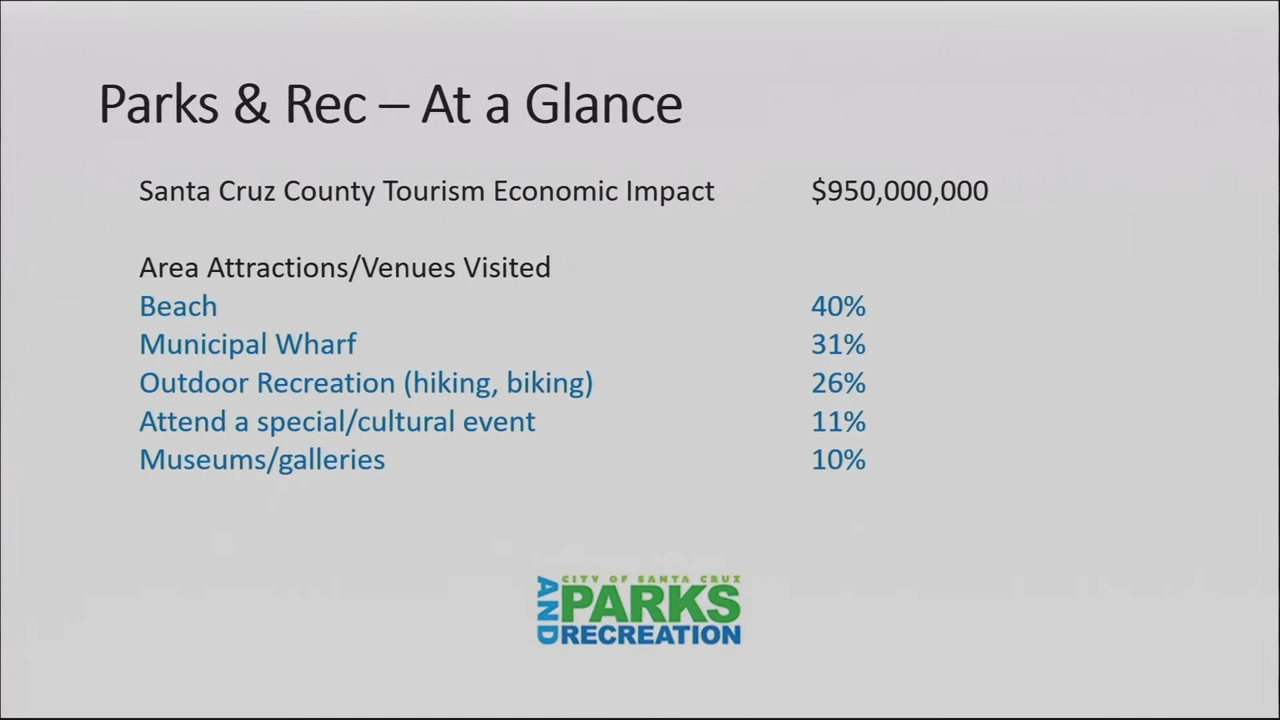 Parks & Rec – At a Glance
Santa Cruz County Tourism Economic Impact $950,000,000
Area Attractions/Venues Visited
Beach 40%
Municipal Wharf 31%
Outdoor Recreation (hiking, biking) 26%
Attend a special/cultural event 11%
Museums/galleries 10%
CITY OF SANTA CRUZ
AND PARKS
RECREATION